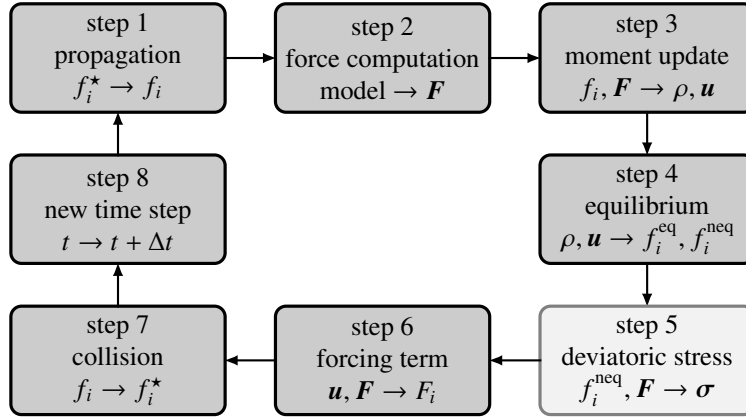 step 1
propagation
f_i^★ → f_i
step 2
force computation
model → F
step 3
moment update
f_i, F → ρ, u
step 4
equilibrium
ρ, u → f_i^eq, f_i^neq
step 5
deviatoric stress
f_i^neq, F → σ
step 6
forcing term
u, F → F_i
step 7
collision
f_i → f_i^★
step 8
new time step
t → t + Δt